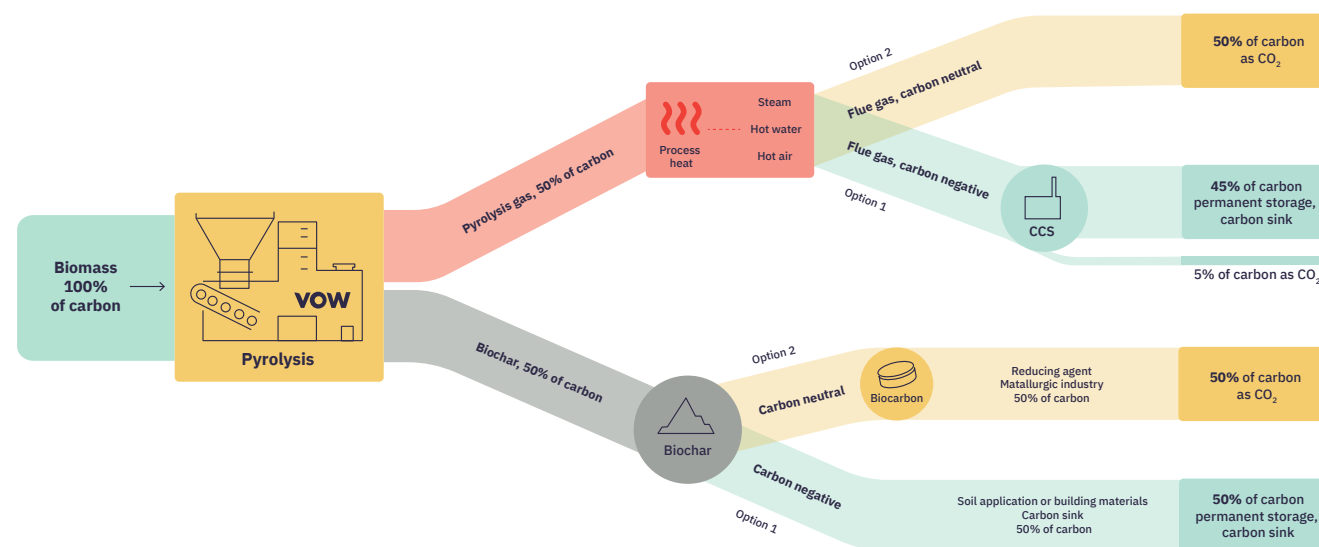 Biomass
100%
of carbon
VOW
Pyrolysis
Pyrolysis gas, 50% of carbon
Biochar, 50% of carbon
Process
heat
Steam
Hot water
Hot air
Option 2
Flue gas, carbon neutral
Flue gas, carbon negative
Option 1
CCS
50% of carbon
as CO₂
45% of carbon
permanent storage,
carbon sink
5% of carbon as CO₂
Biochar
Option 2
Carbon neutral
Biocarbon
Reducing agent
Matallurgic industry
50% of carbon
50% of carbon
as CO₂
Carbon negative
Option 1
Soil application or building materials
Carbon sink
50% of carbon
50% of carbon
permanent storage,
carbon sink